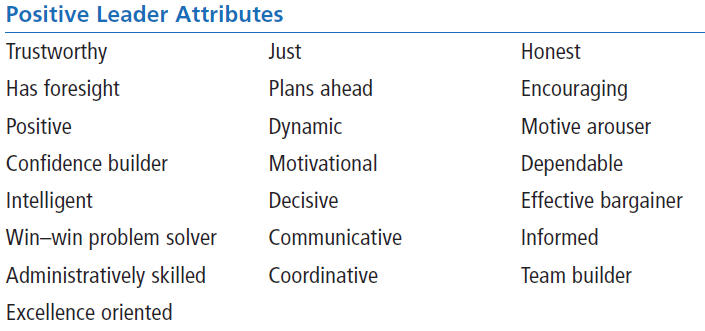 Positive Leader Attributes
Trustworthy Just Honest
Has foresight Plans ahead Encouraging
Positive Dynamic Motive arouser
Confidence builder Motivational Dependable
Intelligent Decisive Effective bargainer
Win–win problem solver Communicative Informed
Administratively skilled Coordinative Team builder
Excellence oriented